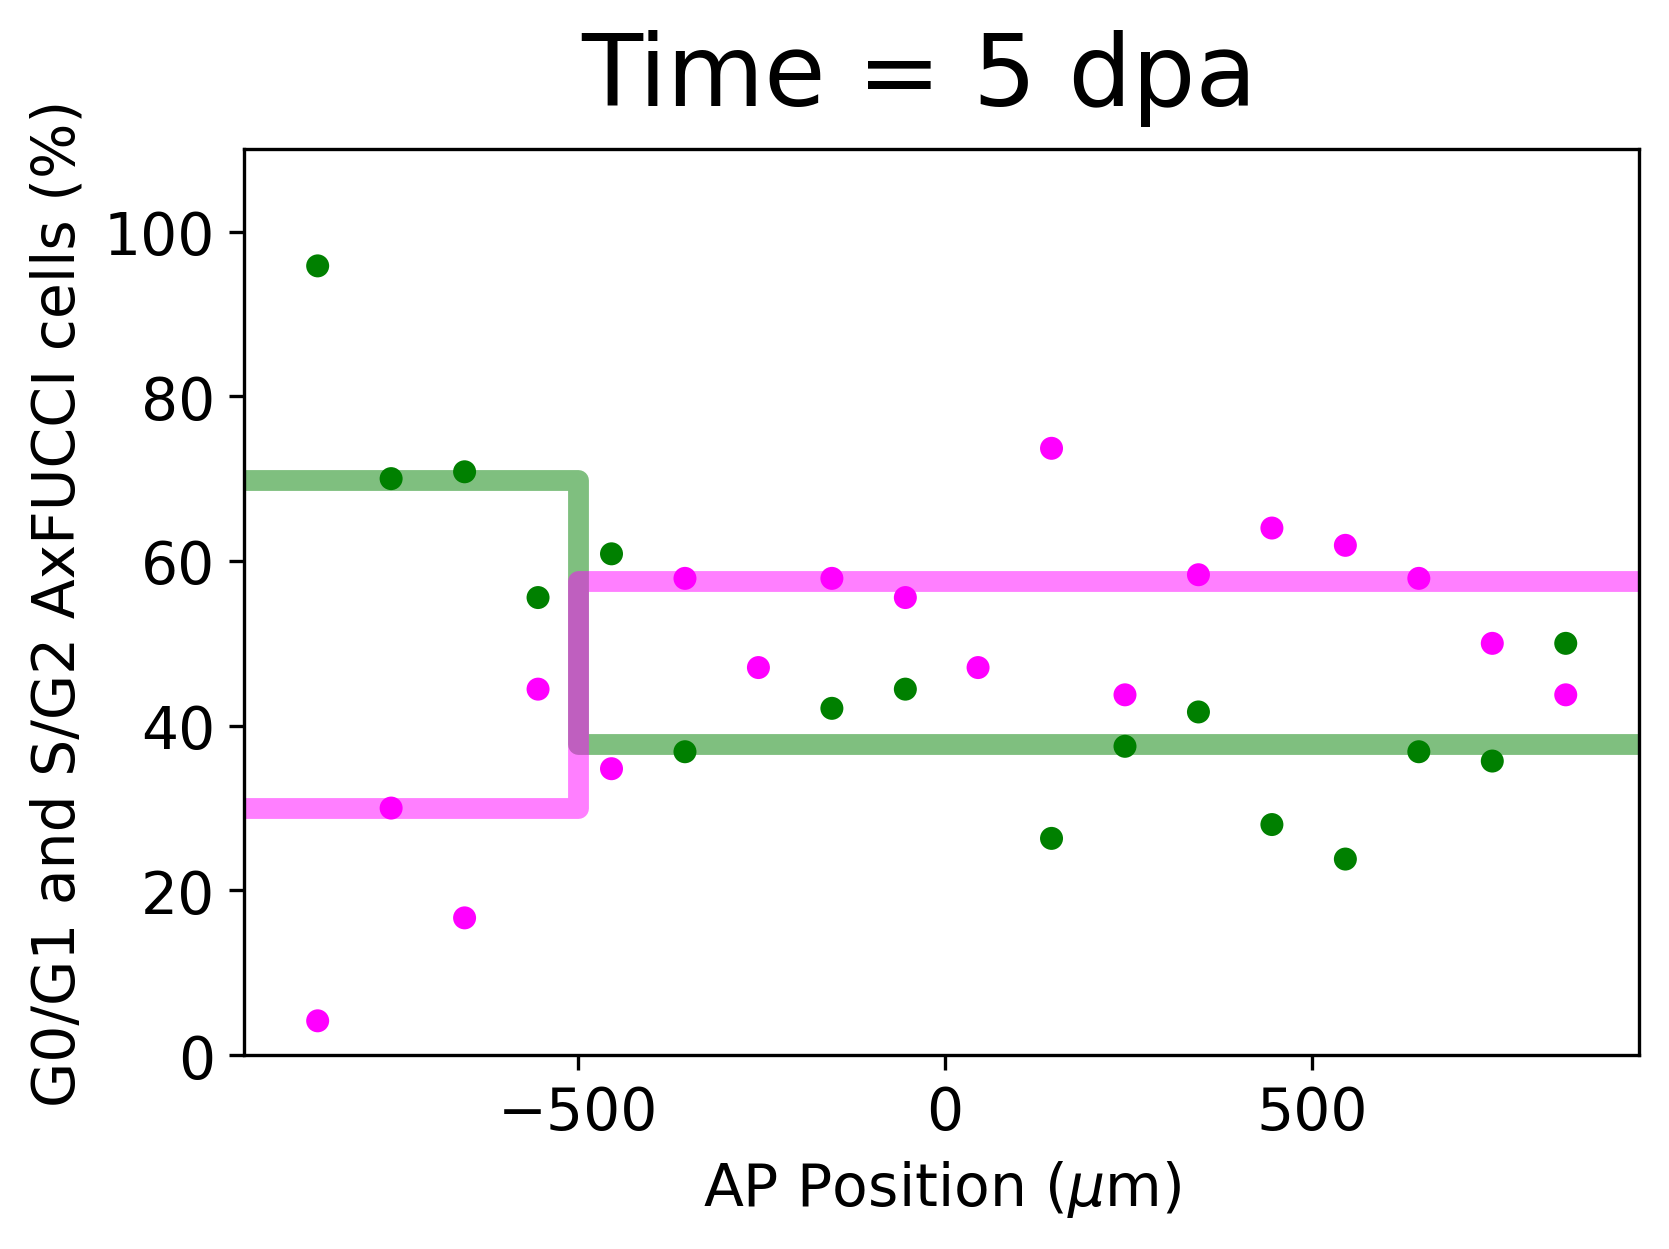 Time = 5 dpa
G0/G1 and S/G2 AxFUCCI cells (%)
100
80
60
40
20
0
−500 0 500
AP Position (μm)